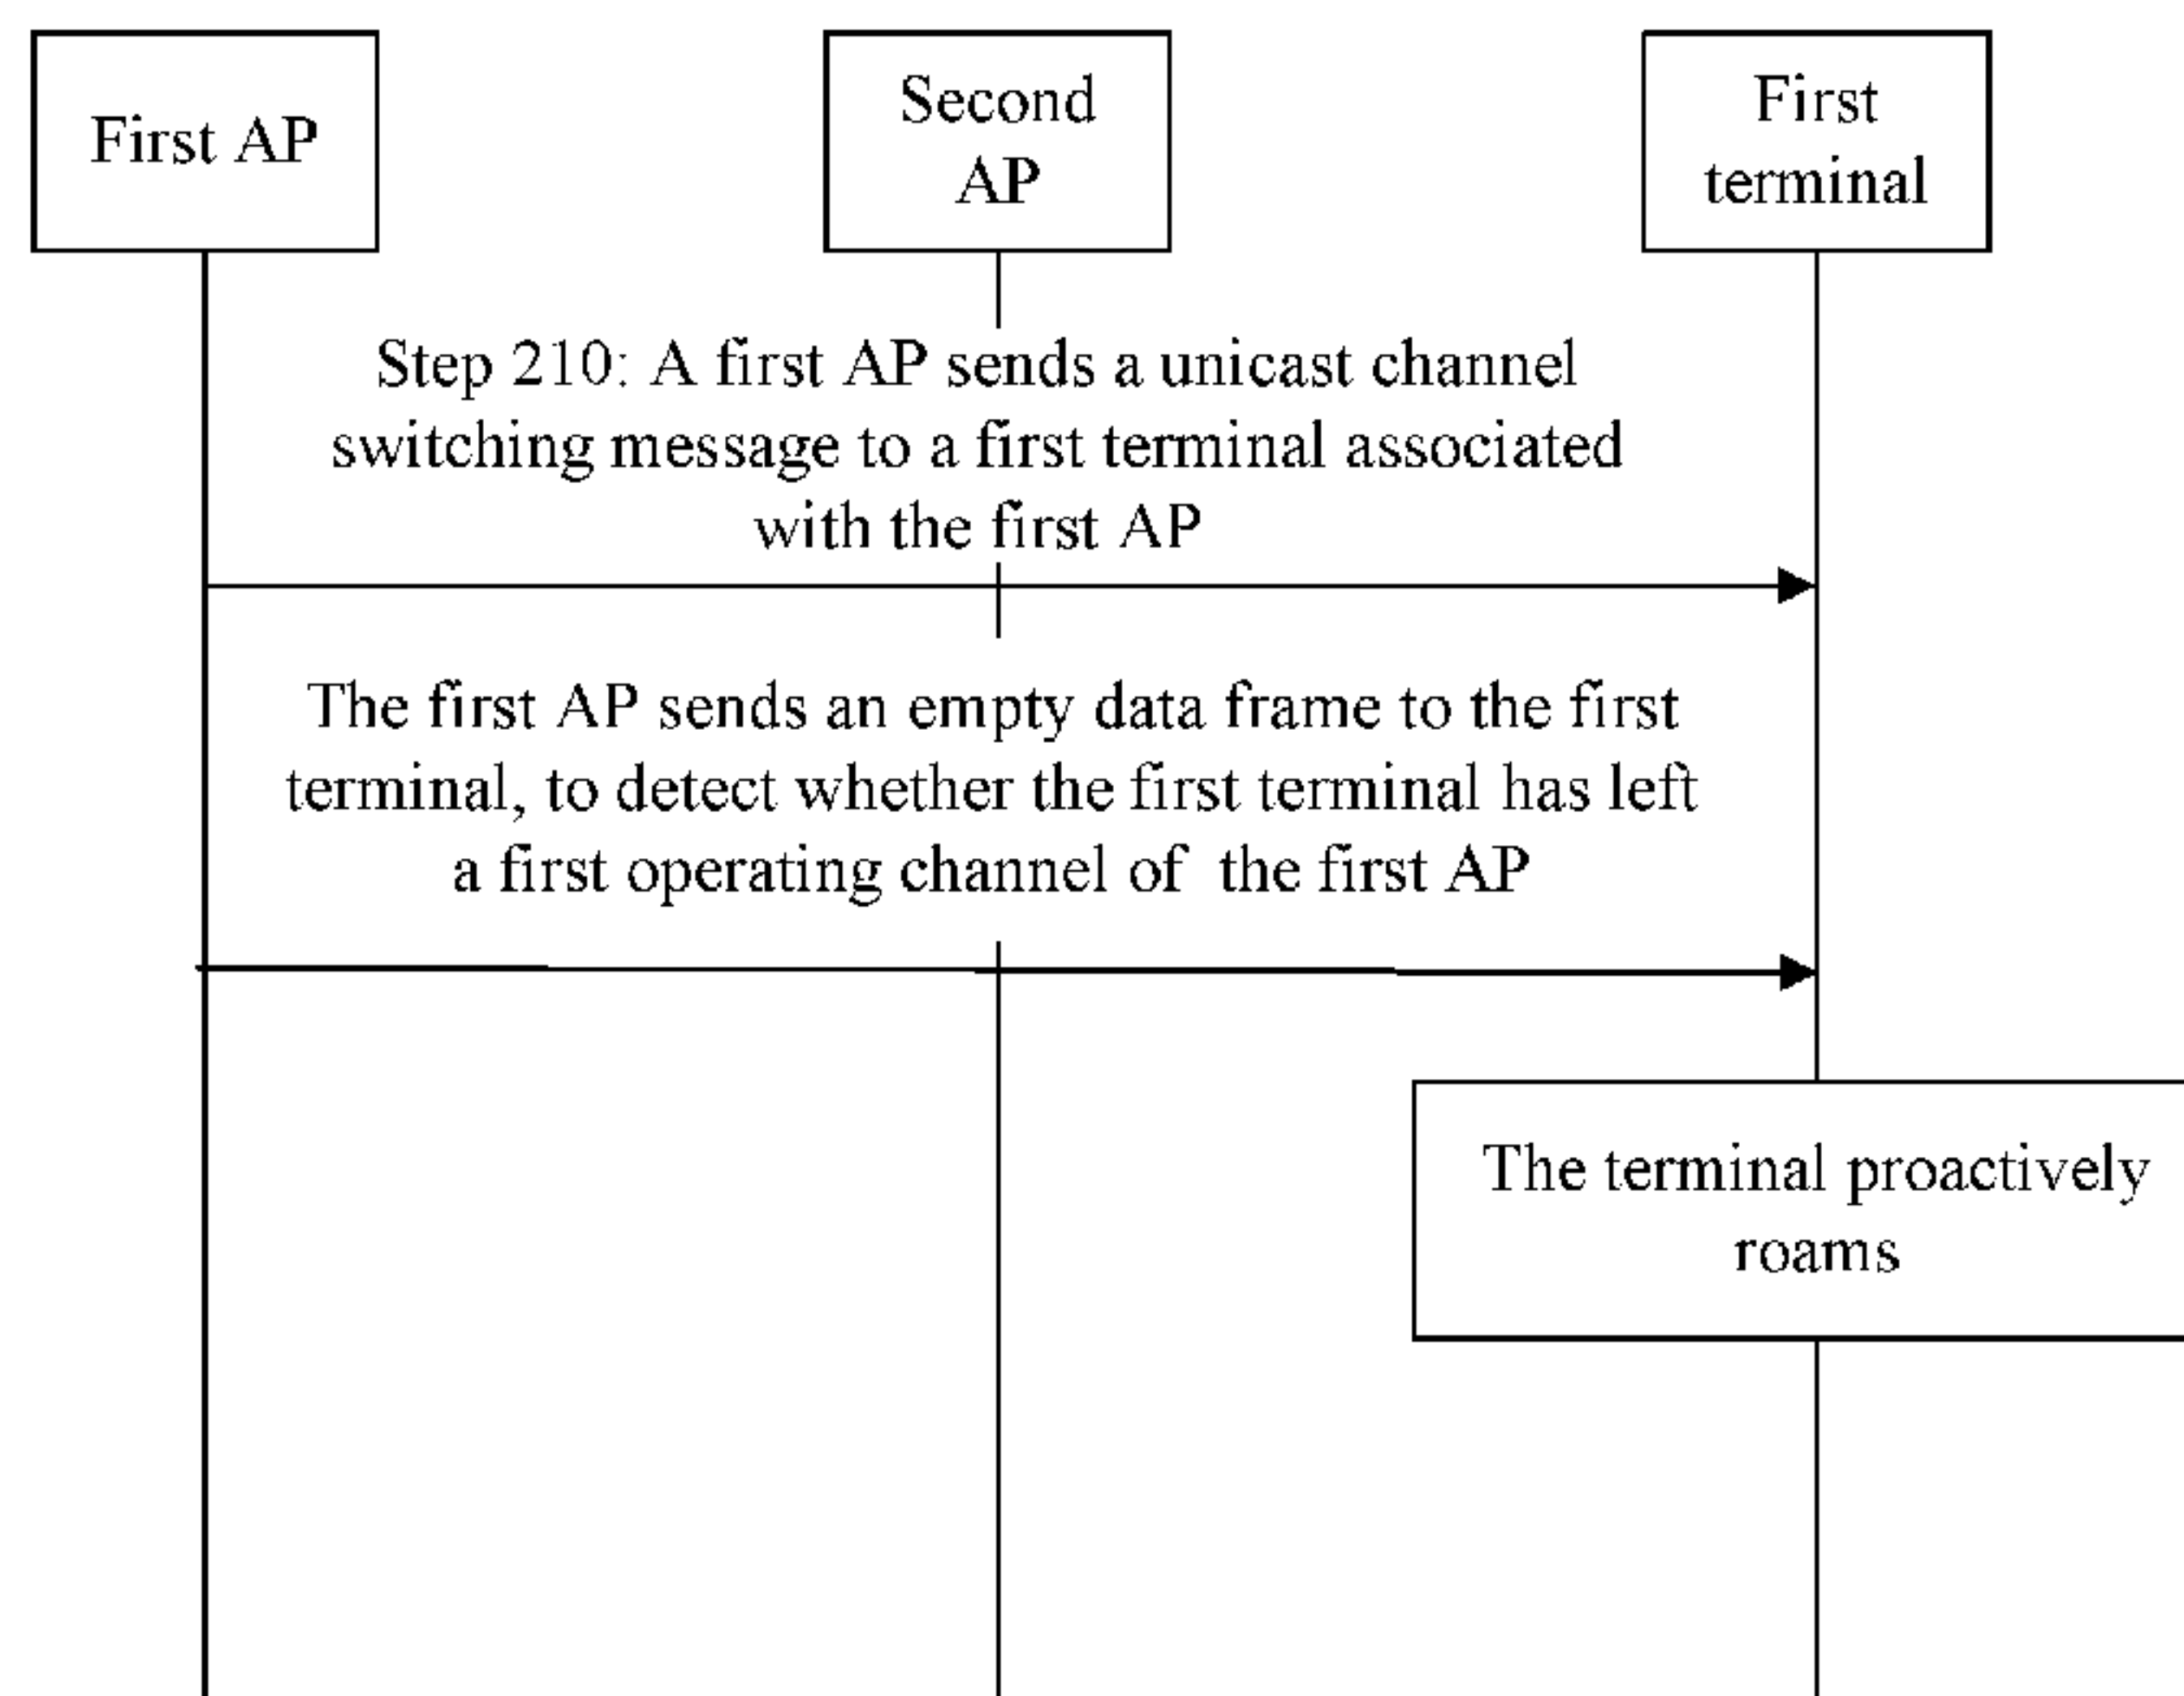 First AP
Second
AP
First
terminal
Step 210: A first AP sends a unicast channel
switching message to a first terminal associated
with the first AP
The first AP sends an empty data frame to the first
terminal, to detect whether the first terminal has left
a first operating channel of the first AP
The terminal proactively
roams